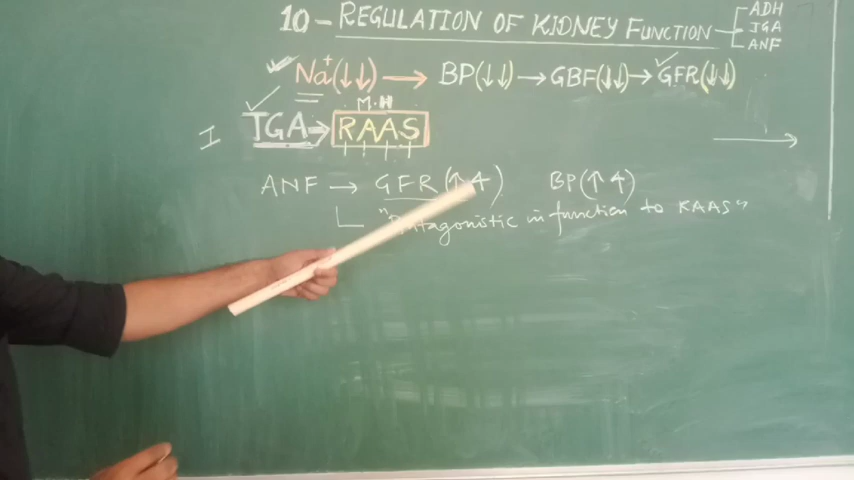 10 - REGULATION OF KIDNEY FUNCTION
ADH
JGA
ANF
✓ Na⁺(↓↓) → BP(↓↓) → GBF(↓↓) → GFR(↓↓)
M.H
I JGA → RAAS
ANF → GFR(↑↑) BP(↑↑)
"Antagonistic in function to RAAS"